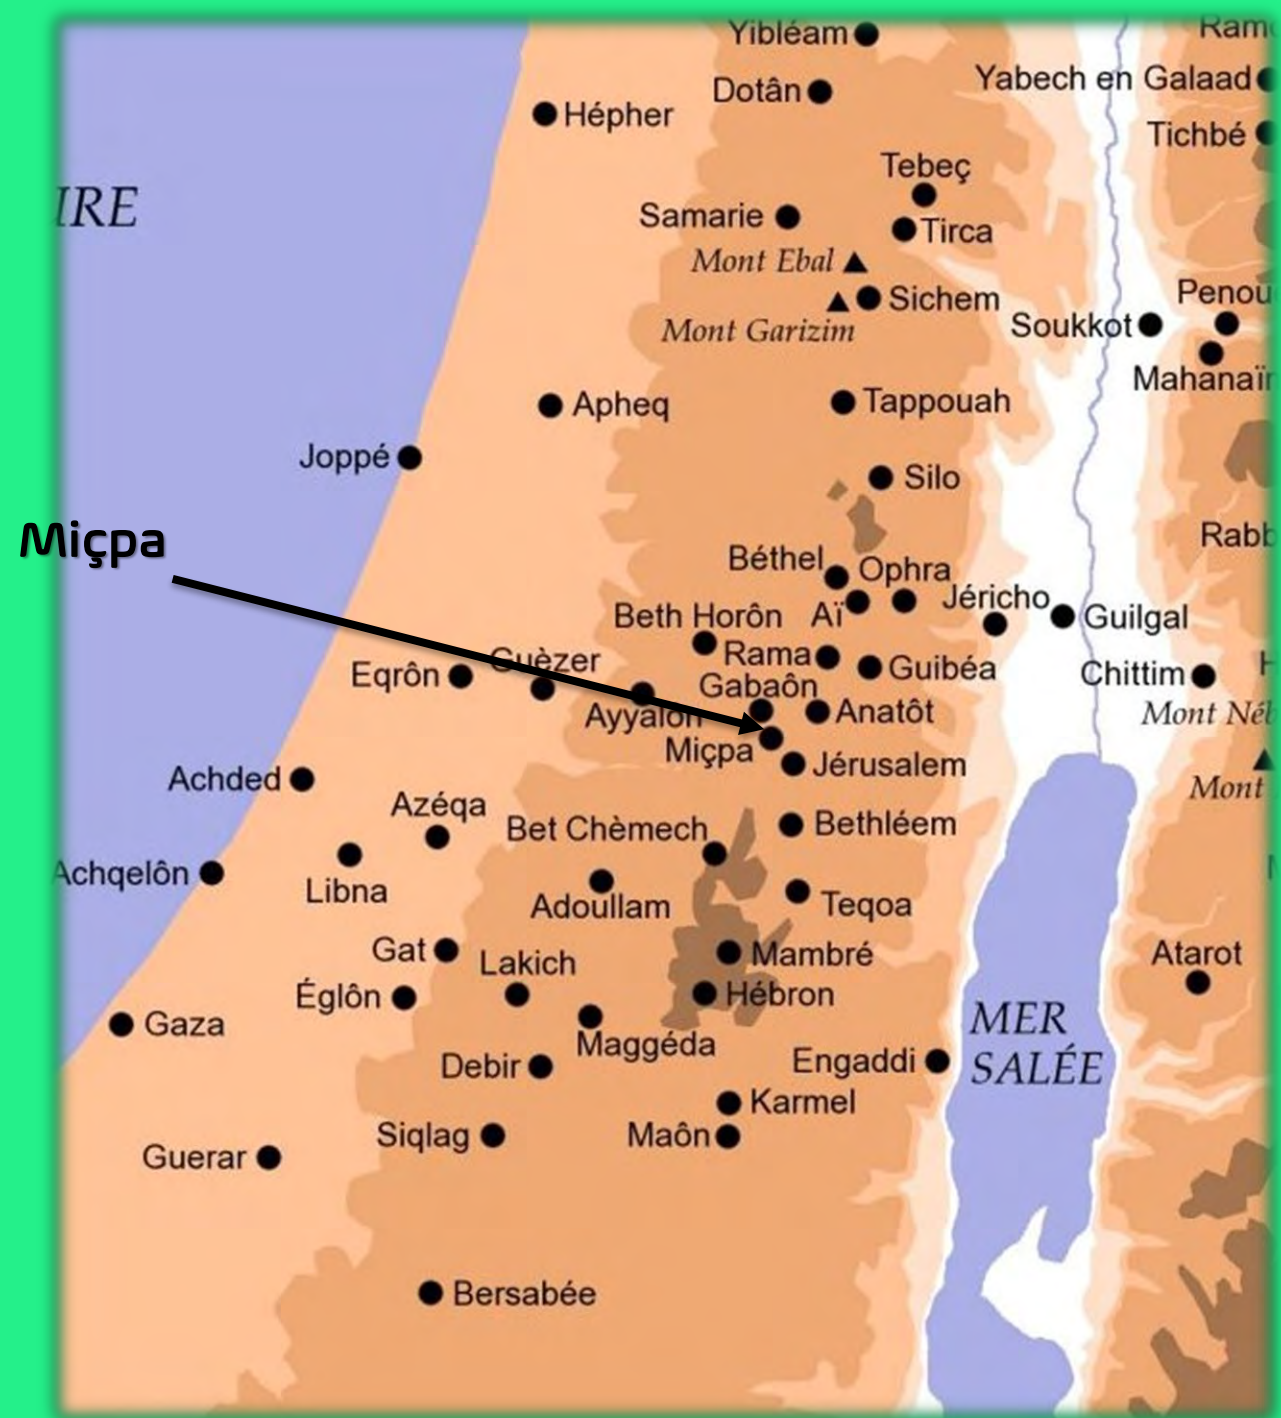 Ram
Yibléam
Yabech en Galaad
Dotân
Hépher
Tichbé
Tebeç
IRE
Samarie
Tirca
Mont Ebal
Sichem
Penou
Mont Garizim
Soukkot
Mahanaïm
Apheq
Tappouah
Joppé
Silo
Miçpa
Rabb
Béthel
Ophra
Jéricho
Beth Horôn
Aï
Guilgal
Rama
Guèzer
Guibéa
Eqrôn
Chittim
Gabaôn
Ayyalon
Anatôt
Mont Néb
Miçpa
Jérusalem
Achded
Mont
Azéqa
Bet Chèmech
Bethléem
Achqelôn
Libna
Adoullam
Teqoa
Gat
Lakich
Mambré
Atarot
Églôn
Hébron
Gaza
MER
SALÉE
Maggéda
Debir
Engaddi
Karmel
Siqlag
Maôn
Guerar
Bersabée